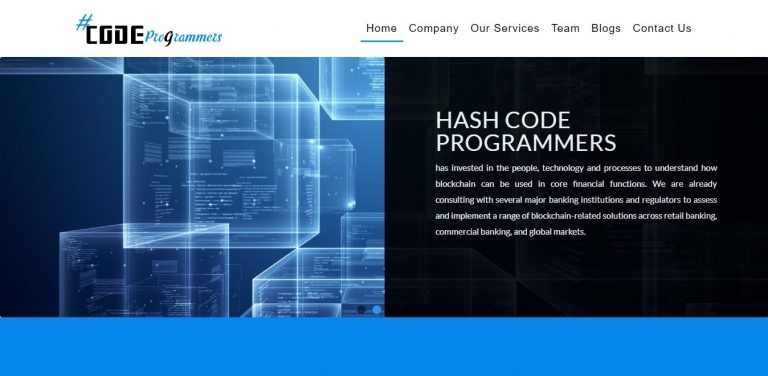 #CODE ProGrammers
Home Company Our Services Team Blogs Contact Us
HASH CODE
PROGRAMMERS
has invested in the people, technology and processes to understand how
blockchain can be used in core financial functions. We are already
consulting with several major banking institutions and regulators to assess
and implement a range of blockchain-related solutions across retail banking,
commercial banking, and global markets.